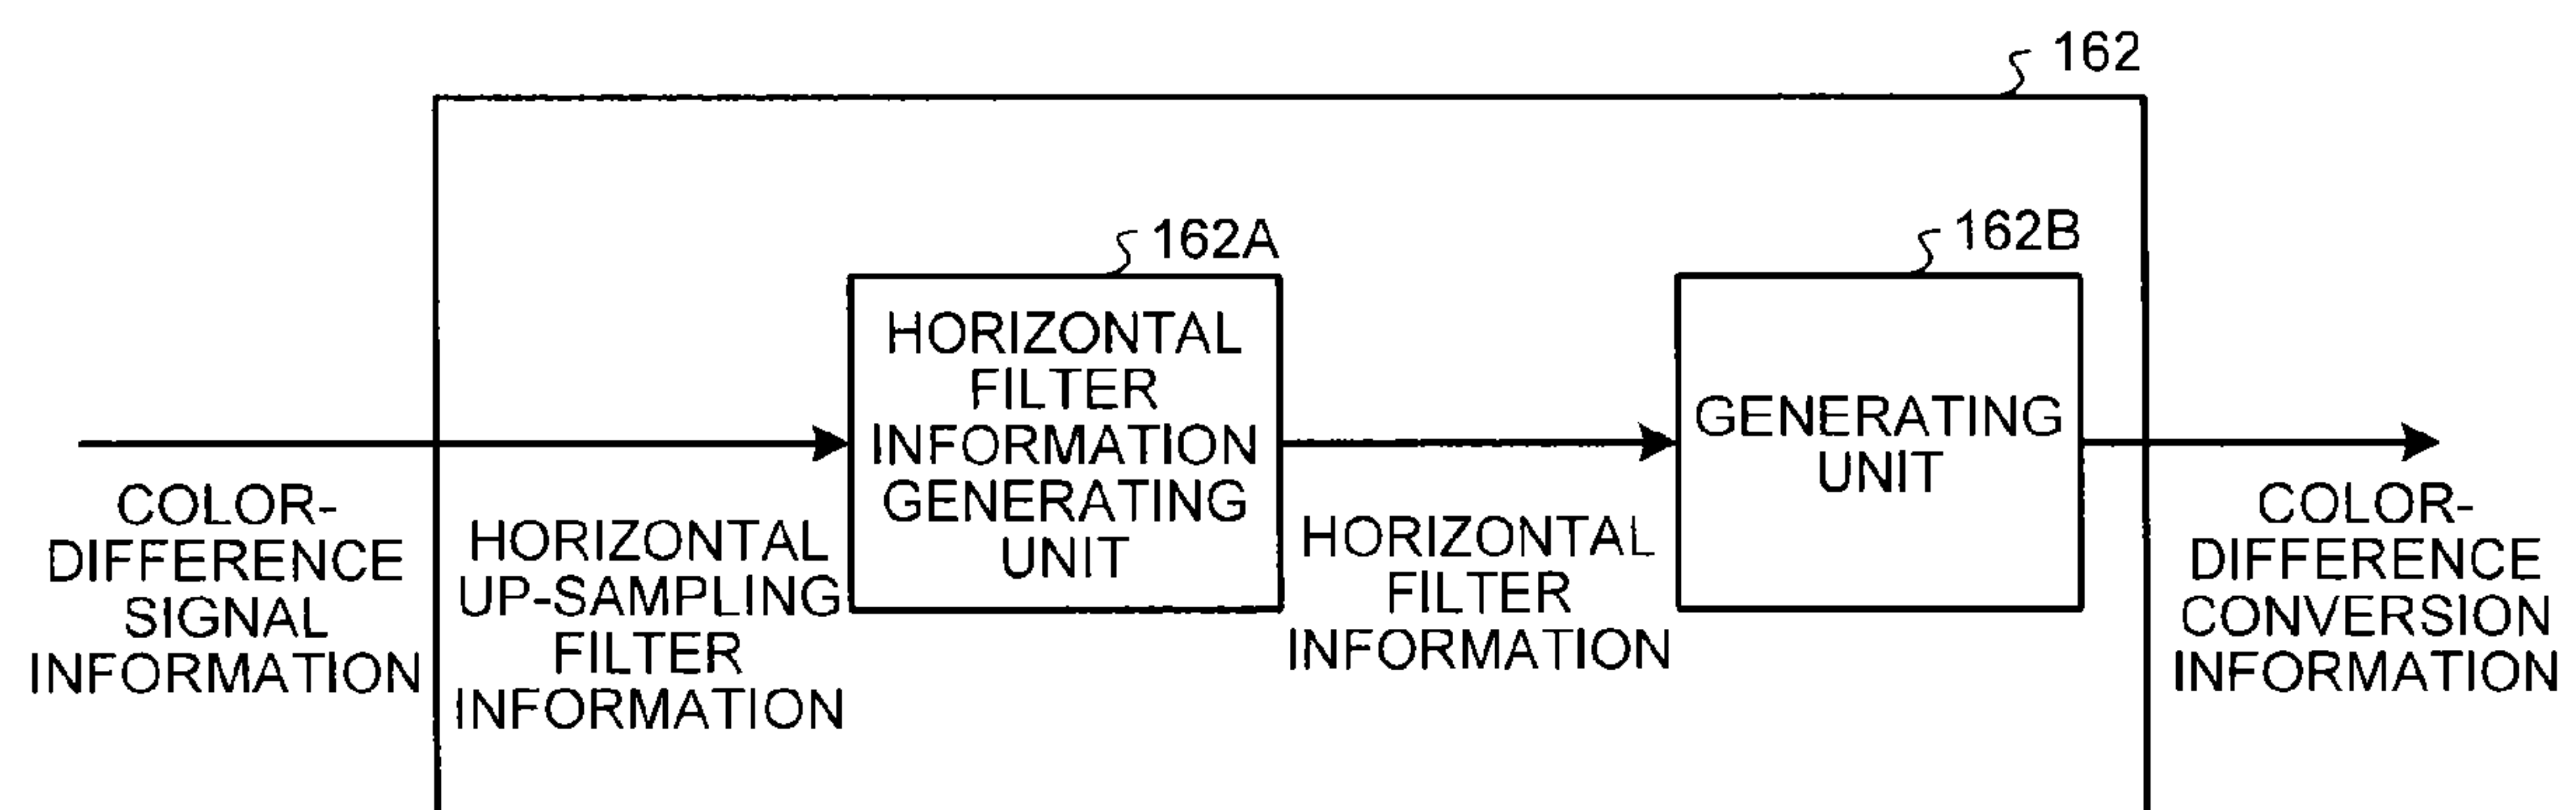 162
162A
162B
HORIZONTAL
FILTER
INFORMATION
GENERATING
UNIT
GENERATING
UNIT
COLOR-
DIFFERENCE
SIGNAL
INFORMATION
HORIZONTAL
UP-SAMPLING
FILTER
INFORMATION
HORIZONTAL
FILTER
INFORMATION
COLOR-
DIFFERENCE
CONVERSION
INFORMATION